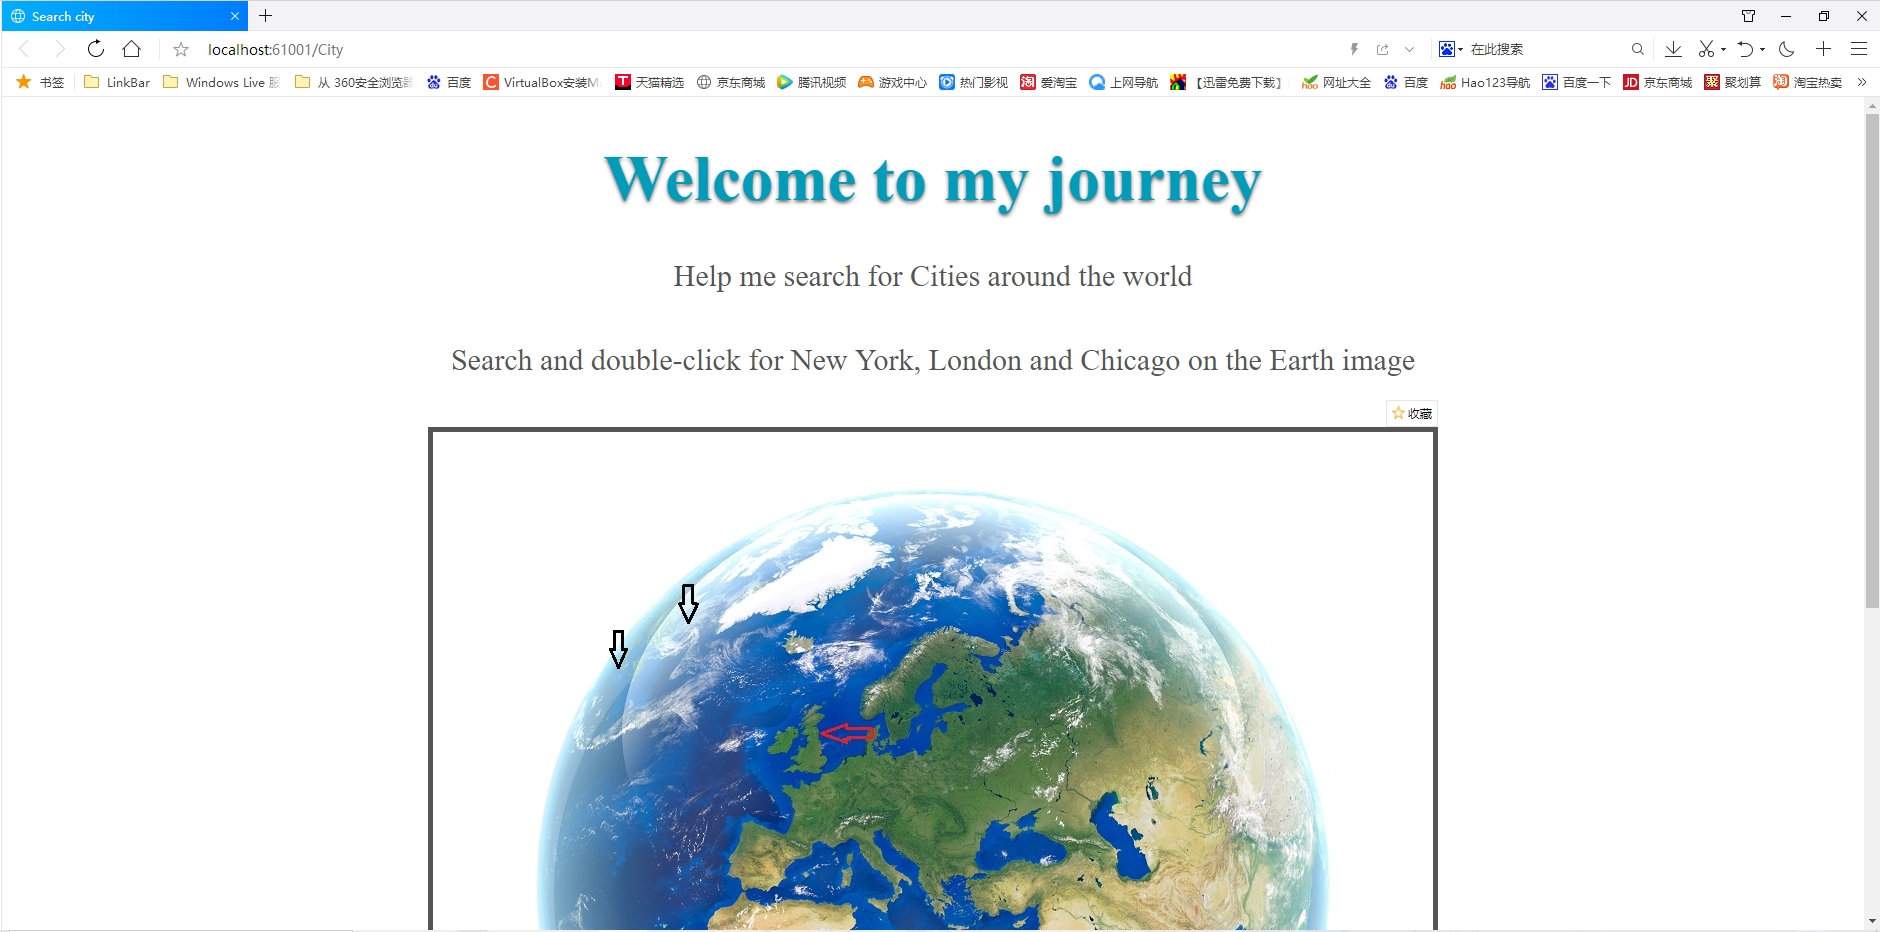 Search city
localhost:61001/City
在此搜索
书签
LinkBar
Windows Live 服
从 360安全浏览器
百度
VirtualBox安装M
天猫精选
京东商城
腾讯视频
游戏中心
热门影视
爱淘宝
上网导航
【迅雷免费下载】
网址大全
百度
Hao123导航
百度一下
京东商城
聚划算
淘宝热卖
Welcome to my journey
Help me search for Cities around the world
Search and double-click for New York, London and Chicago on the Earth image
收藏